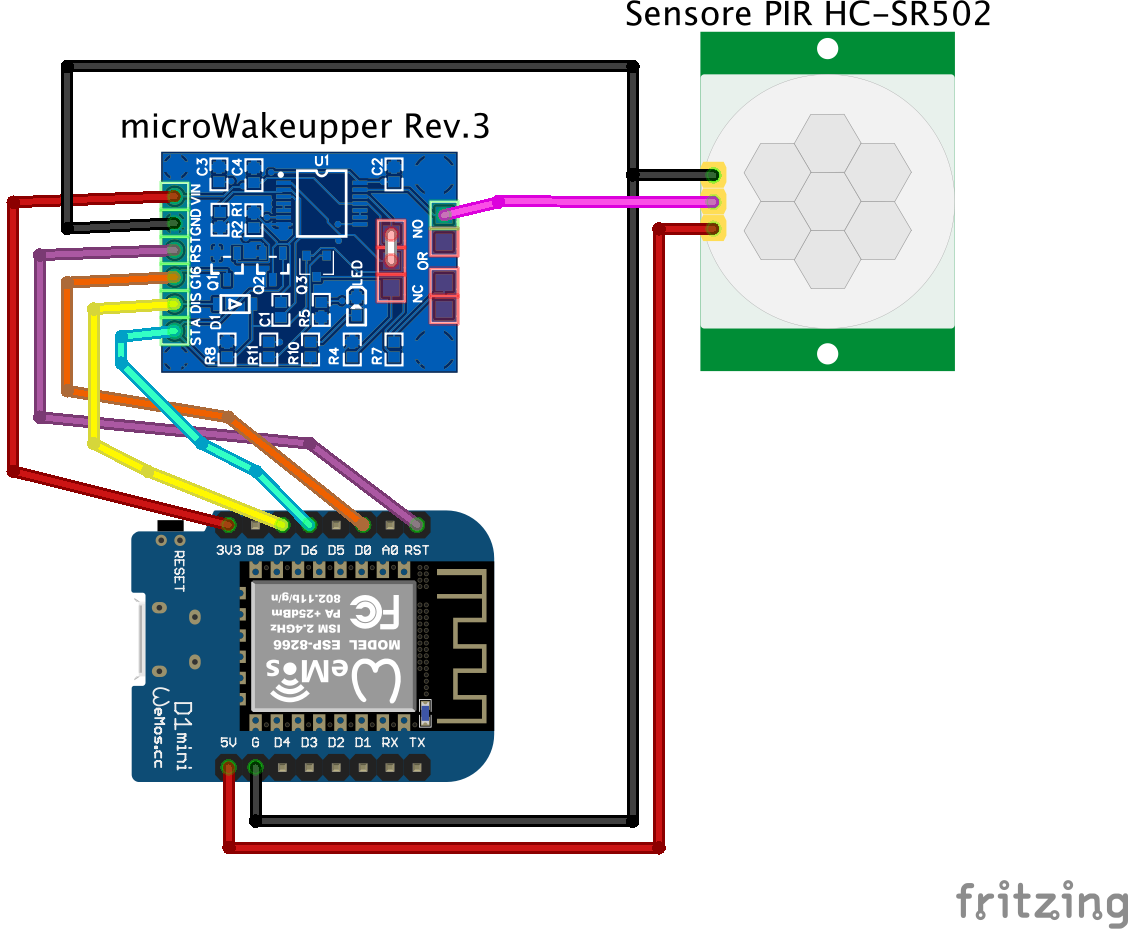 Sensore PIR HC-SR502
microWakeupper Rev.3
C3
C4
U1
C2
VIN
GND
RST
G16
DIS
STA
R2
R1
NO
OR
NC
Q1
Q2
Q3
LED
D1
C1
R5
R8
R11
R10
R4
R7
3V3 D8 D7 D6 D5 D0 A0 RST
RESET
802.11b/g/n
PA +25dBm
ISM 2.4GHz
MODEL ESP-8266
FC
WeMos
D1 mini
WeMos.cc
5V G D4 D3 D2 D1 RX TX
fritzing